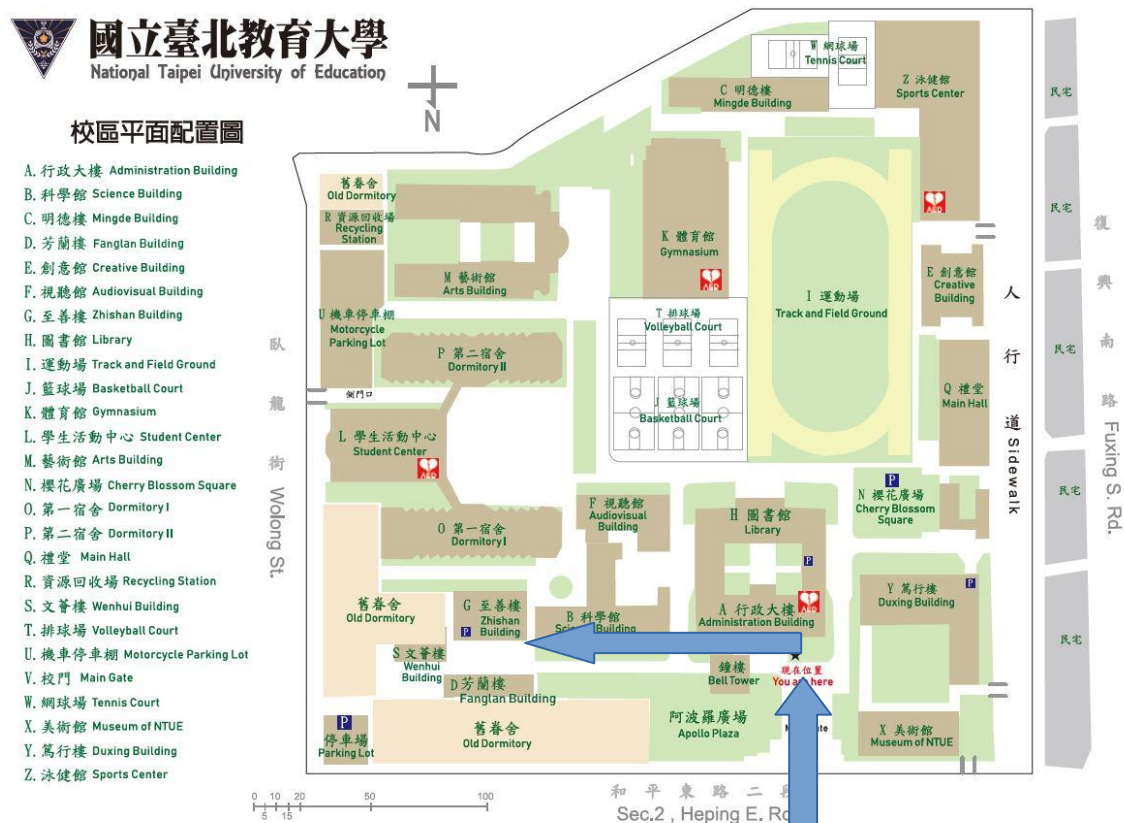 國立臺北教育大學
National Taipei University of Education
N
校區平面配置圖
A. 行政大樓 Administration Building
B. 科學館 Science Building
C. 明德樓 Mingde Building
D. 芳蘭樓 Fanglan Building
E. 創意館 Creative Building
F. 視聽館 Audiovisual Building
G. 至善樓 Zhishan Building
H. 圖書館 Library
I. 運動場 Track and Field Ground
J. 籃球場 Basketball Court
K. 體育館 Gymnasium
L. 學生活動中心 Student Center
M. 藝術館 Arts Building
N. 櫻花廣場 Cherry Blossom Square
O. 第一宿舍 Dormitory I
P. 第二宿舍 Dormitory II
Q. 禮堂 Main Hall
R. 資源回收場 Recycling Station
S. 文薈樓 Wenhui Building
T. 排球場 Volleyball Court
U. 機車停車棚 Motorcycle Parking Lot
V. 校門 Main Gate
W. 網球場 Tennis Court
X. 美術館 Museum of NTUE
Y. 篤行樓 Duxing Building
Z. 泳健館 Sports Center
W 網球場
Tennis Court
C 明德樓
Mingde Building
Z 泳健館
Sports Center
AED
民宅
舊眷舍
Old Dormitory
R 資源回收場
Recycling
Station
M 藝術館
Arts Building
K 體育館
Gymnasium
AED
I 運動場
Track and Field Ground
E 創意館
Creative
Building
民宅
U 機車停車棚
Motorcycle
Parking Lot
T 排球場
Volleyball Court
P 第二宿舍
Dormitory II
J 籃球場
Basketball Court
Q 禮堂
Main Hall
民宅
側門口
L 學生活動中心
Student Center
AED
臥龍街
Wolong St.
人行道 Sidewalk
復興南路
Fuxing S. Rd.
P
N 櫻花廣場
Cherry Blossom
Square
民宅
O 第一宿舍
Dormitory I
F 視聽館
Audiovisual
Building
H 圖書館
Library
P
舊眷舍
Old Dormitory
G 至善樓
Zhishan
Building
P
B 科學館
A 行政大樓
Administration Building
AED
Y 篤行樓
Duxing Building
P
民宅
S 文薈樓
Wenhui
Building
鐘樓
Bell Tower
現在位置
You are here
D 芳蘭樓
Fanglan Building
P
停車場
Parking Lot
舊眷舍
Old Dormitory
阿波羅廣場
Apollo Plaza
X 美術館
Museum of NTUE
0 10 20 50 100
5 15
和平東路二
Sec.2 , Heping E.